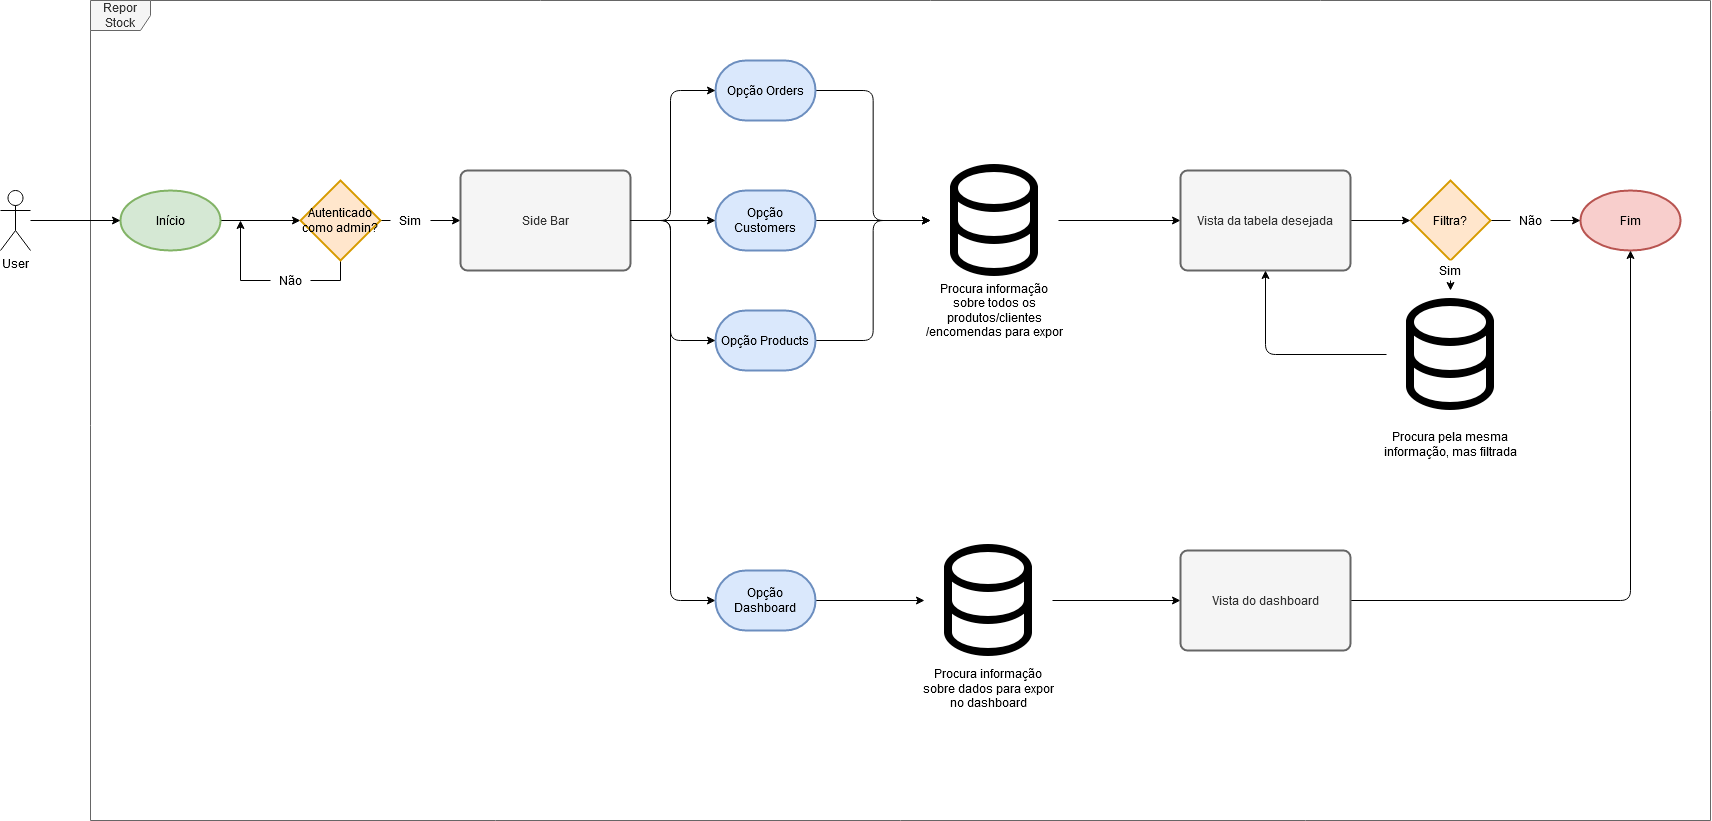 Repor
Stock
User
Início
Autenticado
como admin?
Sim
Não
Side Bar
Opção Orders
Opção
Customers
Opção Products
Procura informação
sobre todos os
produtos/clientes
/encomendas para expor
Vista da tabela desejada
Filtra?
Não
Fim
Sim
Procura pela mesma
informação, mas filtrada
Opção
Dashboard
Procura informação
sobre dados para expor
no dashboard
Vista do dashboard